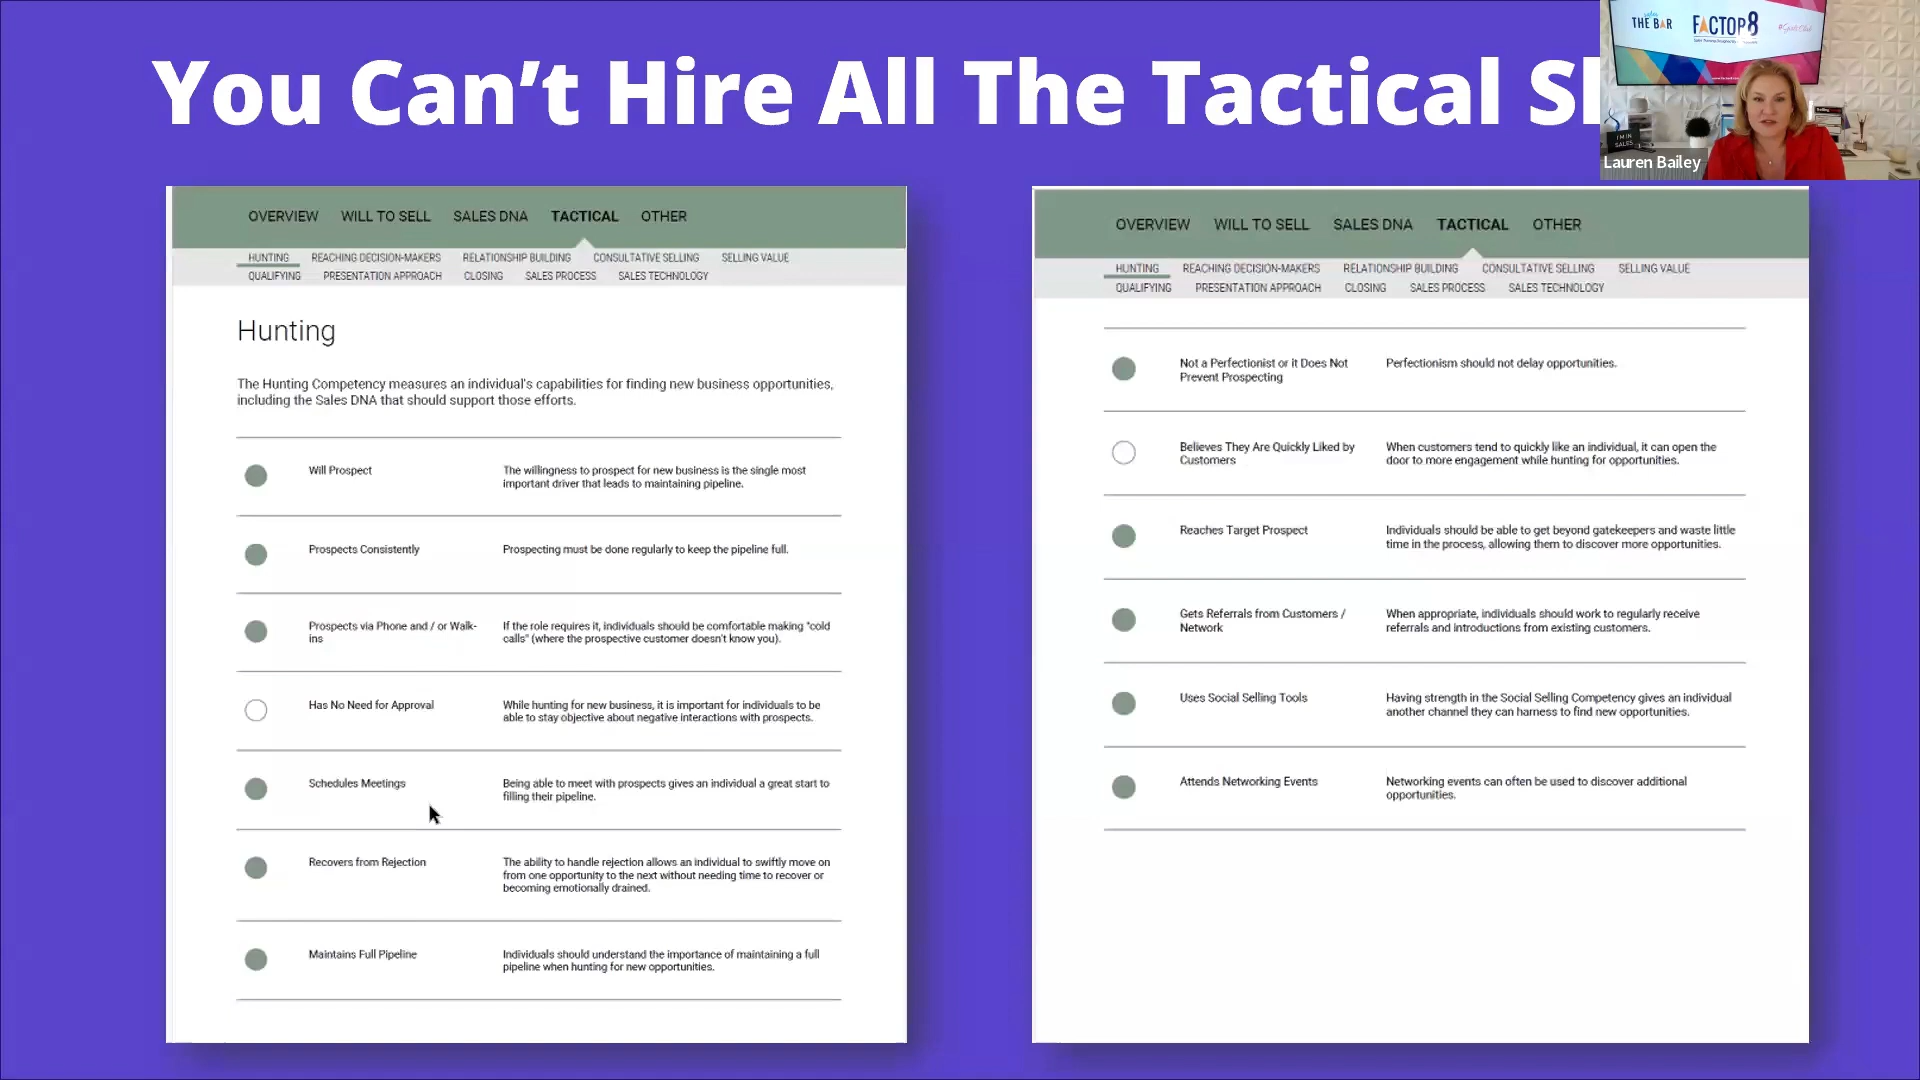 You Can't Hire All The Tactical Sl
THE BAR
FACTOR8
Lauren Bailey
I'M IN
SALES
OVERVIEW WILL TO SELL SALES DNA TACTICAL OTHER
HUNTING REACHING DECISION-MAKERS RELATIONSHIP BUILDING CONSULTATIVE SELLING SELLING VALUE
QUALIFYING PRESENTATION APPROACH CLOSING SALES PROCESS SALES TECHNOLOGY
Hunting
The Hunting Competency measures an individual's capabilities for finding new business opportunities,
including the Sales DNA that should support those efforts.
Will Prospect
The willingness to prospect for new business is the single most
important driver that leads to maintaining pipeline.
Prospects Consistently
Prospecting must be done regularly to keep the pipeline full.
Prospects via Phone and / or Walk-
ins
If the role requires it, individuals should be comfortable making "cold
calls" (where the prospective customer doesn't know you).
Has No Need for Approval
While hunting for new business, it is important for individuals to be
able to stay objective about negative interactions with prospects.
Schedules Meetings
Being able to meet with prospects gives an individual a great start to
filling their pipeline.
Recovers from Rejection
The ability to handle rejection allows an individual to swiftly move on
from one opportunity to the next without needing time to recover or
becoming emotionally drained.
Maintains Full Pipeline
Individuals should understand the importance of maintaining a full
pipeline when hunting for new opportunities.
OVERVIEW WILL TO SELL SALES DNA TACTICAL OTHER
HUNTING REACHING DECISION-MAKERS RELATIONSHIP BUILDING CONSULTATIVE SELLING SELLING VALUE
QUALIFYING PRESENTATION APPROACH CLOSING SALES PROCESS SALES TECHNOLOGY
Not a Perfectionist or it Does Not
Prevent Prospecting
Perfectionism should not delay opportunities.
Believes They Are Quickly Liked by
Customers
When customers tend to quickly like an individual, it can open the
door to more engagement while hunting for opportunities.
Reaches Target Prospect
Individuals should be able to get beyond gatekeepers and waste little
time in the process, allowing them to discover more opportunities.
Gets Referrals from Customers /
Network
When appropriate, individuals should work to regularly receive
referrals and introductions from existing customers.
Uses Social Selling Tools
Having strength in the Social Selling Competency gives an individual
another channel they can harness to find new opportunities.
Attends Networking Events
Networking events can often be used to discover additional
opportunities.